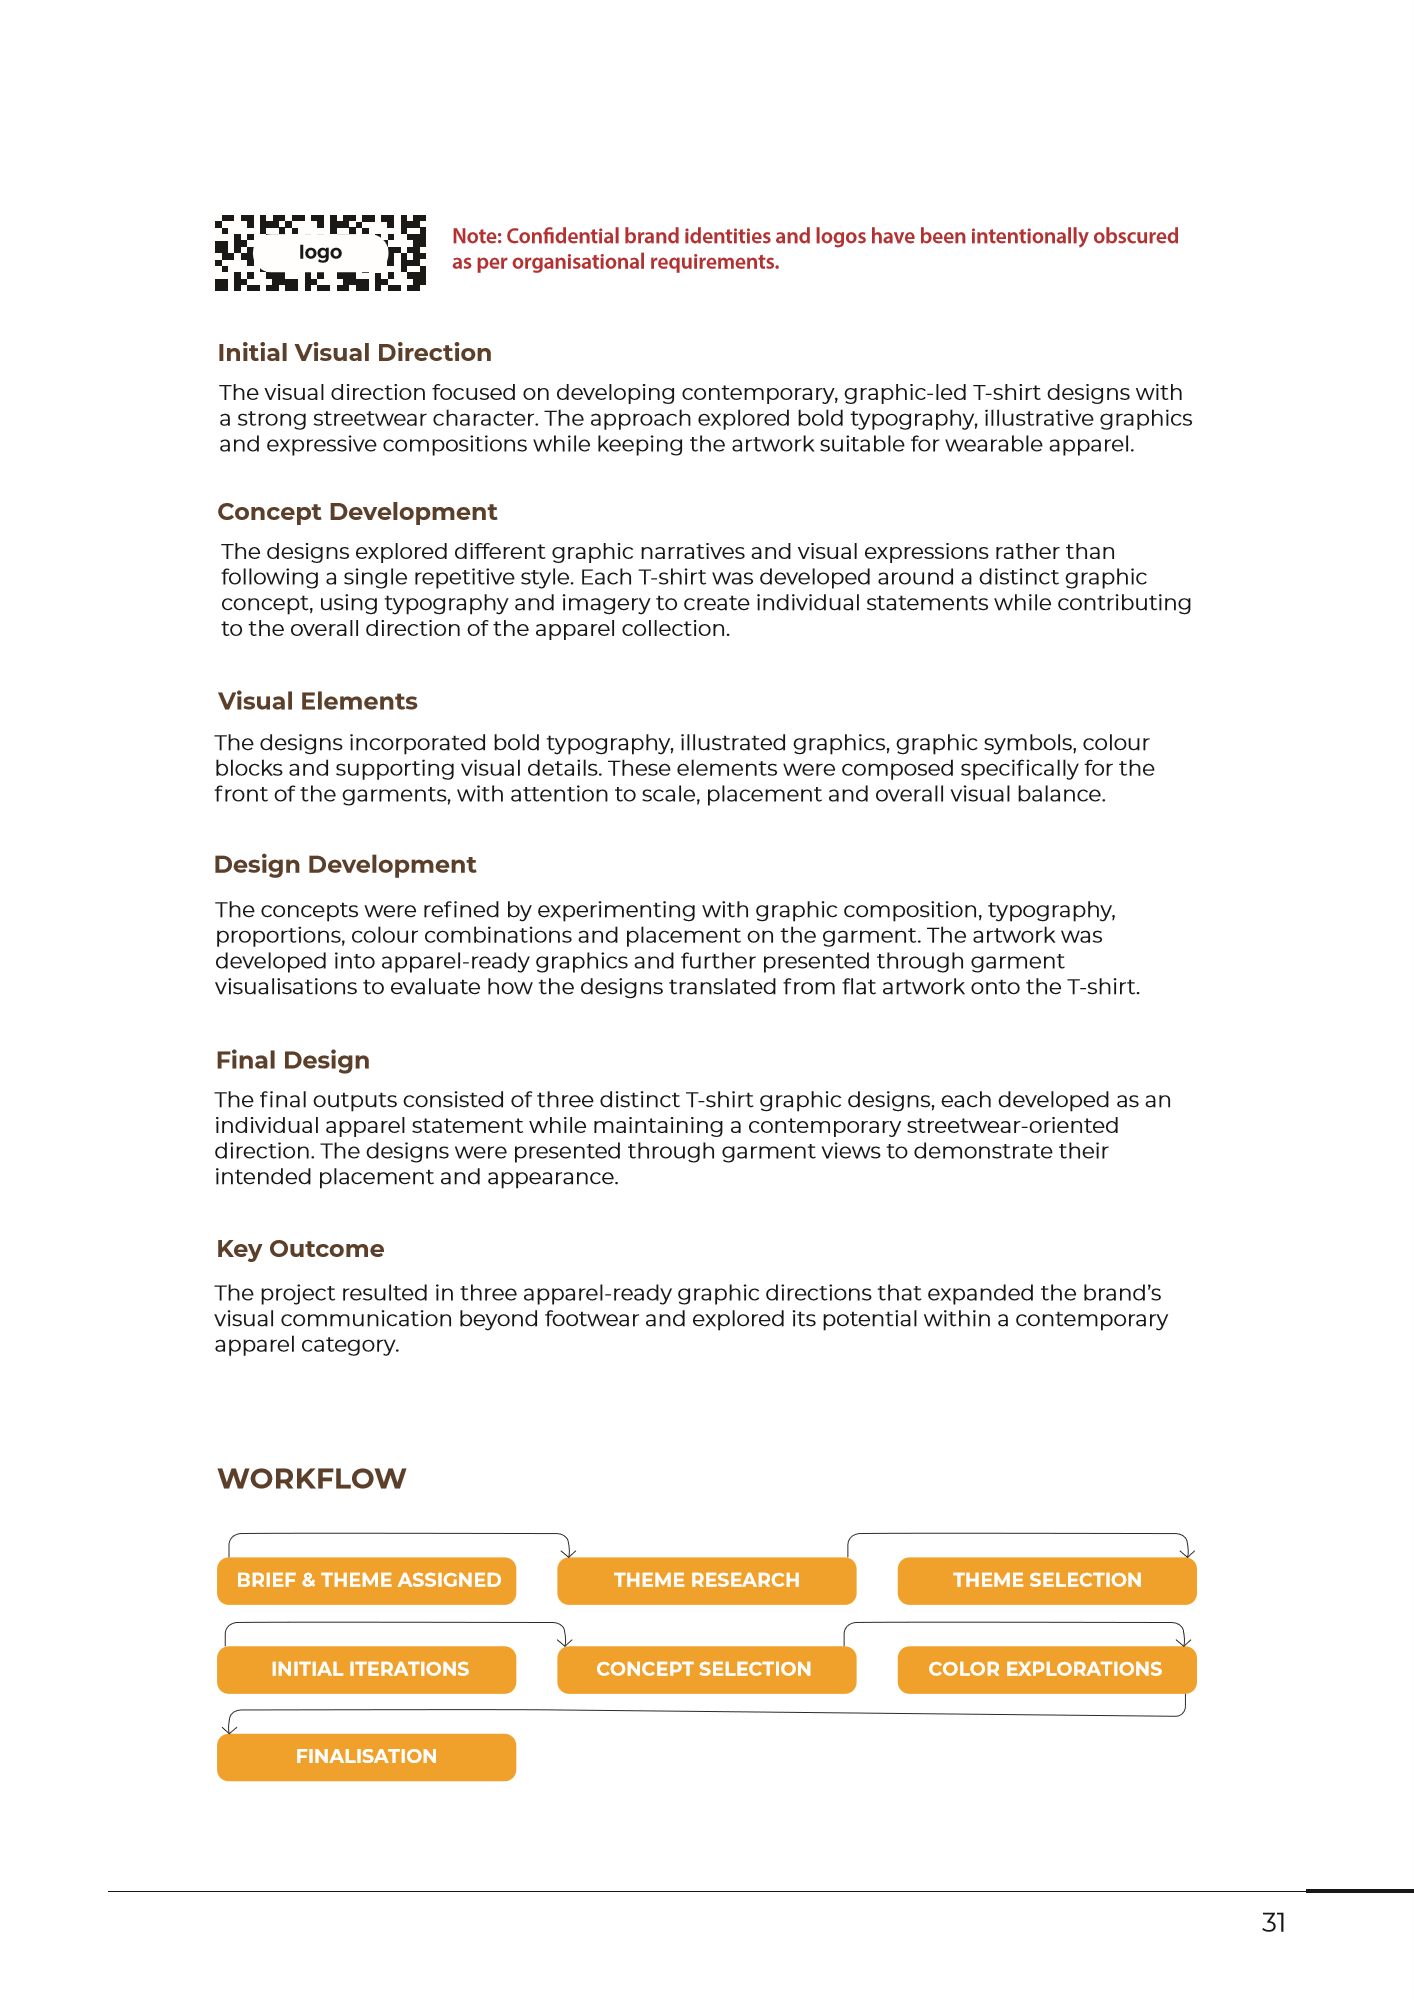 logo
Note: Confidential brand identities and logos have been intentionally obscured
as per organisational requirements.
Initial Visual Direction
The visual direction focused on developing contemporary, graphic-led T-shirt designs with
a strong streetwear character. The approach explored bold typography, illustrative graphics
and expressive compositions while keeping the artwork suitable for wearable apparel.
Concept Development
The designs explored different graphic narratives and visual expressions rather than
following a single repetitive style. Each T-shirt was developed around a distinct graphic
concept, using typography and imagery to create individual statements while contributing
to the overall direction of the apparel collection.
Visual Elements
The designs incorporated bold typography, illustrated graphics, graphic symbols, colour
blocks and supporting visual details. These elements were composed specifically for the
front of the garments, with attention to scale, placement and overall visual balance.
Design Development
The concepts were refined by experimenting with graphic composition, typography,
proportions, colour combinations and placement on the garment. The artwork was
developed into apparel-ready graphics and further presented through garment
visualisations to evaluate how the designs translated from flat artwork onto the T-shirt.
Final Design
The final outputs consisted of three distinct T-shirt graphic designs, each developed as an
individual apparel statement while maintaining a contemporary streetwear-oriented
direction. The designs were presented through garment views to demonstrate their
intended placement and appearance.
Key Outcome
The project resulted in three apparel-ready graphic directions that expanded the brand’s
visual communication beyond footwear and explored its potential within a contemporary
apparel category.
WORKFLOW
BRIEF & THEME ASSIGNED
THEME RESEARCH
THEME SELECTION
INITIAL ITERATIONS
CONCEPT SELECTION
COLOR EXPLORATIONS
FINALISATION
31